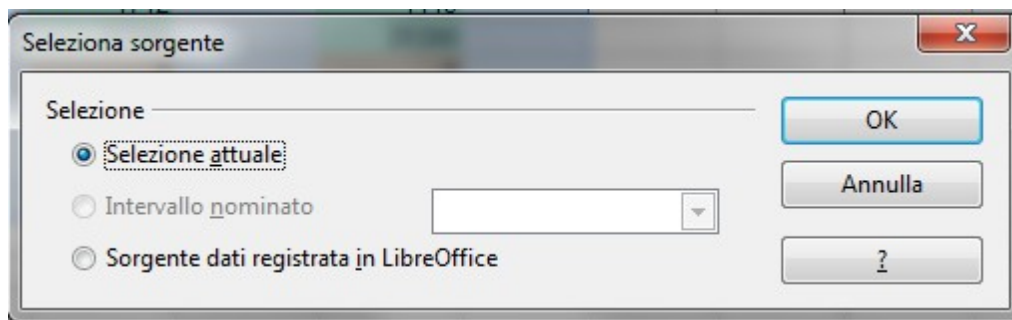 Seleziona sorgente
Selezione
OK
Selezione attuale
Annulla
Intervallo nominato
Sorgente dati registrata in LibreOffice
?